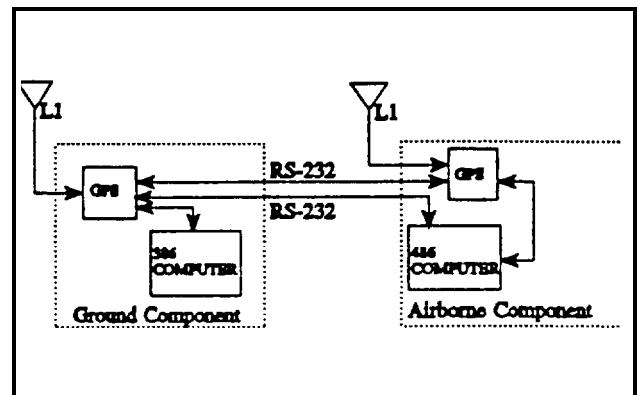 L1
L1
RS-232
GPS
GPS
RS-232
386
COMPUTER
486
COMPUTER
Ground Component
Airborne Component